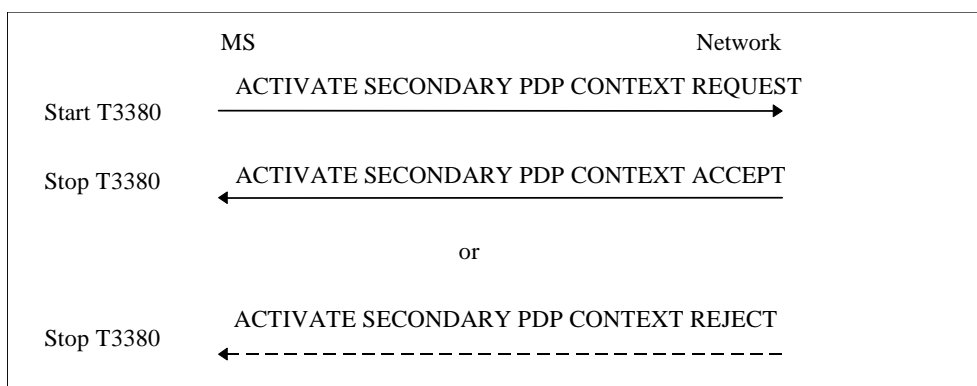 MS Network
ACTIVATE SECONDARY PDP CONTEXT REQUEST
Start T3380
Stop T3380 ACTIVATE SECONDARY PDP CONTEXT ACCEPT
or
ACTIVATE SECONDARY PDP CONTEXT REJECT
Stop T3380